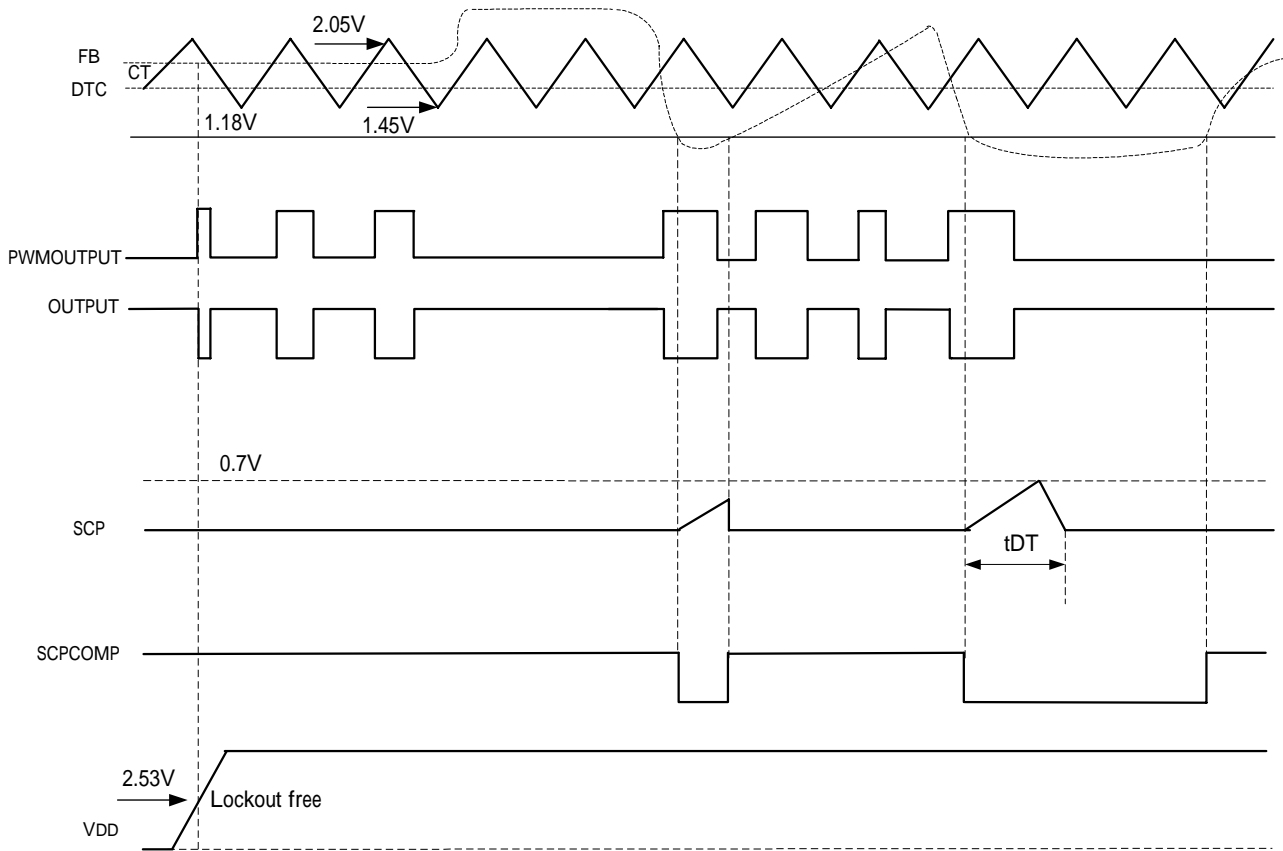 2.05V
FB
CT
DTC
1.18V
1.45V
PWMOUTPUT
OUTPUT
0.7V
SCP
tDT
SCPCOMP
2.53V
Lockout free
VDD